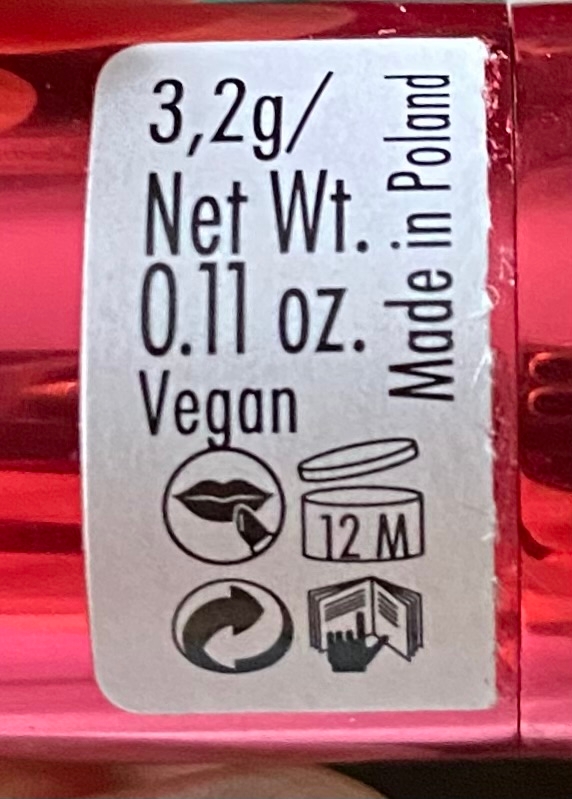 3,2g/
Net Wt.
0.11 oz.
Vegan
12 M
Made in Poland